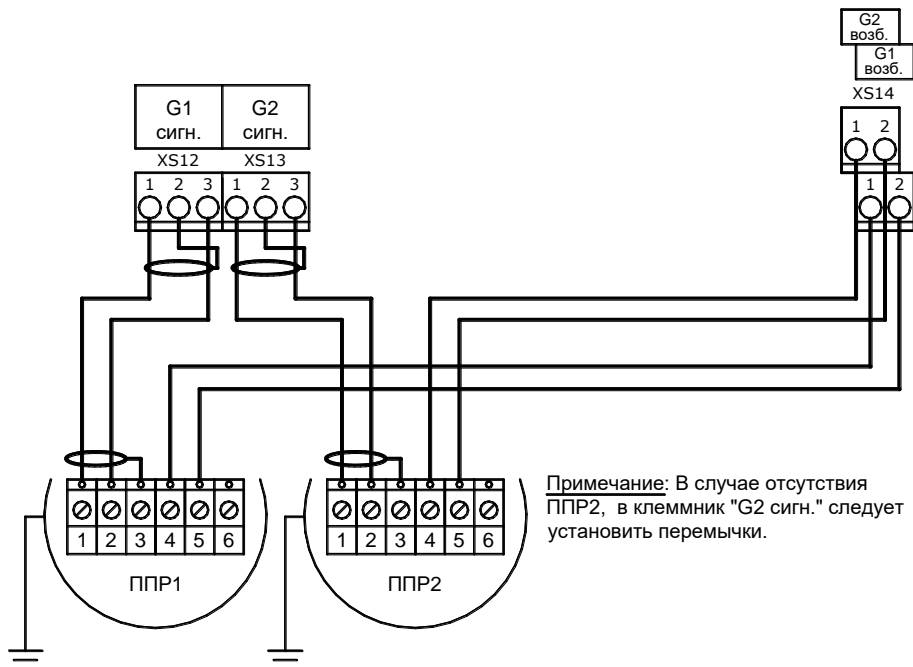 G2
возб.
G1
возб.
XS14
1 2
1 2
G1
сигн.
G2
сигн.
XS12 XS13
1 2 3 1 2 3
1 2 3 4 5 6
ППР1
1 2 3 4 5 6
ППР2
Примечание: В случае отсутствия
ППР2, в клеммник "G2 сигн." следует
установить перемычки.